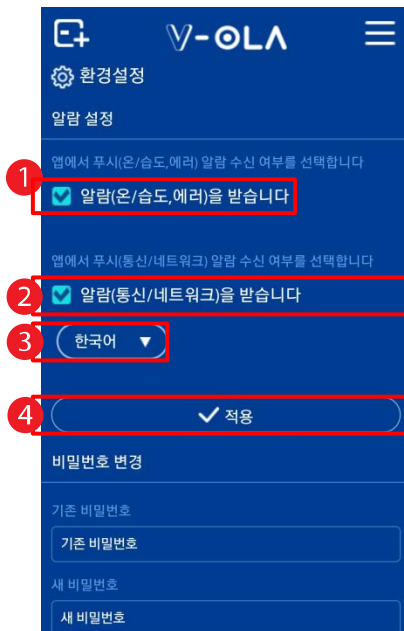 V-OLA
환경설정
알람 설정
앱에서 푸시(온/습도,에러) 알람 수신 여부를 선택합니다
1
알람(온/습도,에러)을 받습니다
앱에서 푸시(통신/네트워크) 알람 수신 여부를 선택합니다
2
알람(통신/네트워크)을 받습니다
3
한국어 ▼
4
✓ 적용
비밀번호 변경
기존 비밀번호
기존 비밀번호
새 비밀번호
새 비밀번호